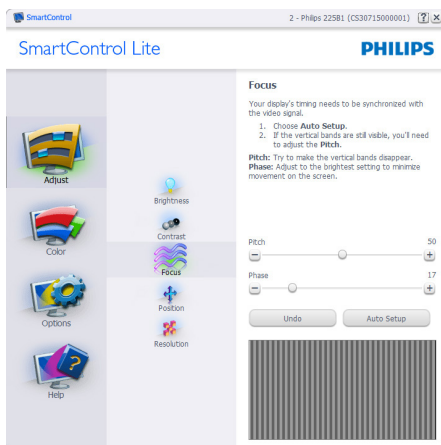 SmartControl
2 - Philips 225B1 (CS30715000001)
SmartControl Lite
PHILIPS
Adjust
Color
Options
Help
Brightness
Contrast
Focus
Position
Resolution
Focus
Your display's timing needs to be synchronized with
the video signal.
1. Choose Auto Setup.
2. If the vertical bands are still visible, you'll need
to adjust the Pitch.
Pitch: Try to make the vertical bands disappear.
Phase: Adjust to the brightest setting to minimize
movement on the screen.
Pitch 50
Phase 17
Undo
Auto Setup